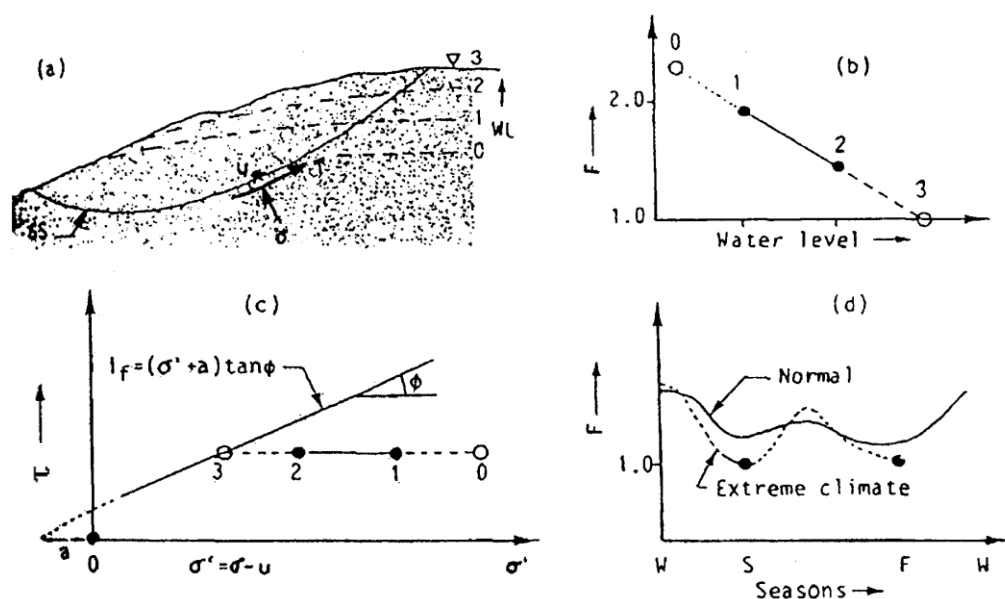 (a)
▽ 3
2
1
0
WL
u
τ
σ
δS
(b)
F
2.0
1.0
0
1
2
3
Water level
(c)
τ
τf=(σ'+a)tanϕ
ϕ
3
2
1
0
a
0
σ'=σ-u
σ'
(d)
F
1.0
Normal
Extreme climate
W
S
F
W
Seasons